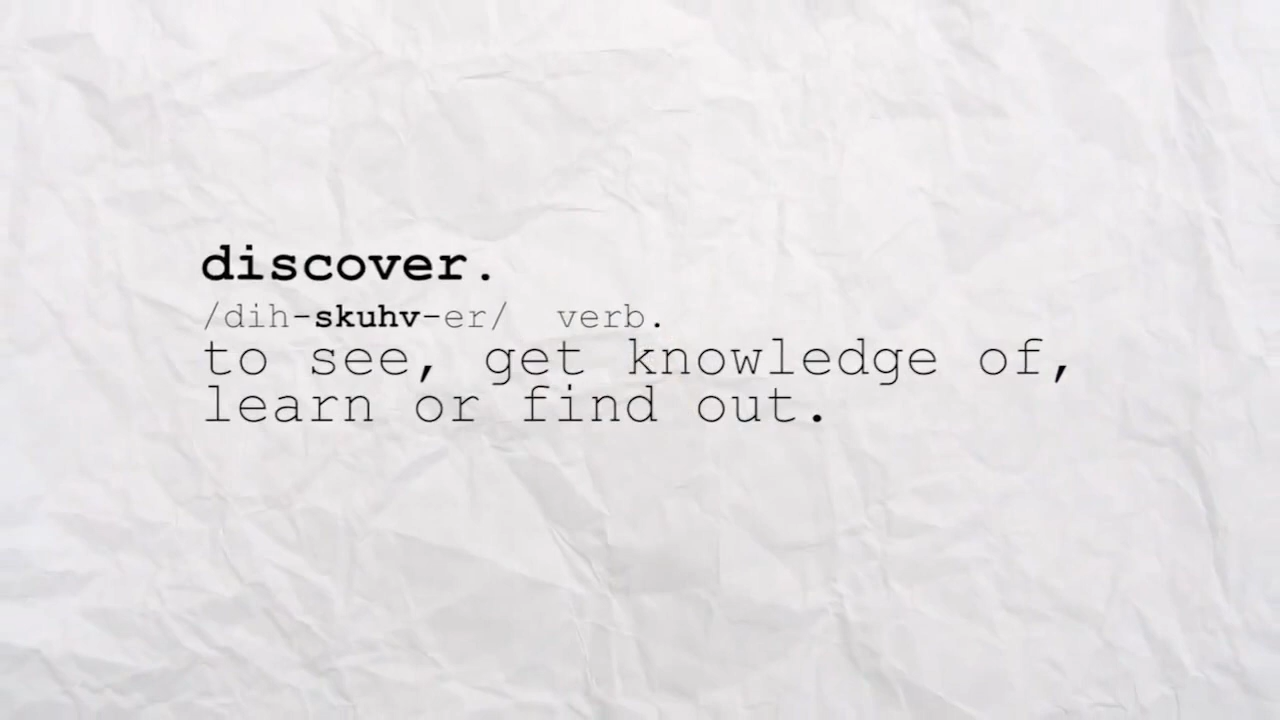 discover.
/dih-skuhv-er/ verb.
to see, get knowledge of,
learn or find out.